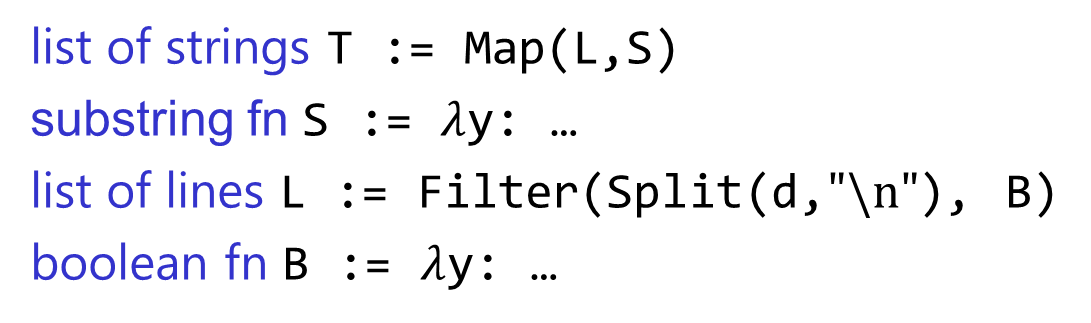 list of strings T := Map(L,S)
substring fn S := λy: …
list of lines L := Filter(Split(d,"\n"), B)
boolean fn B := λy: …